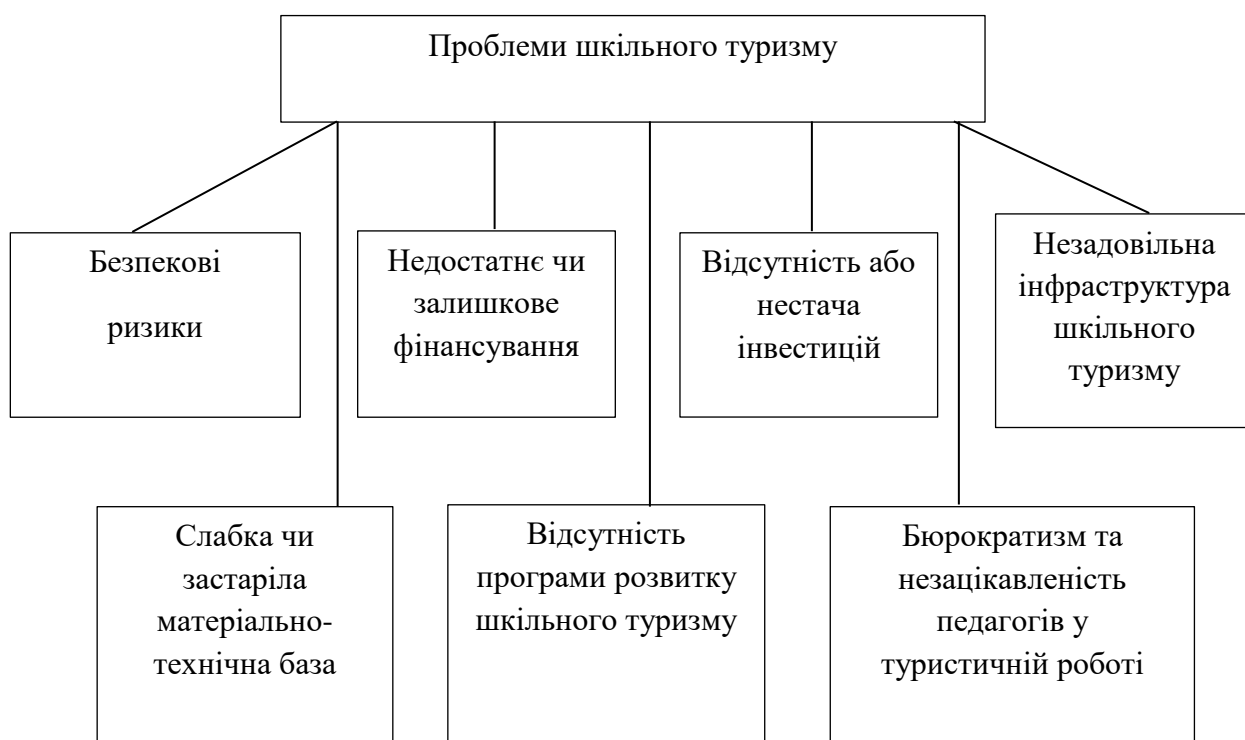 Проблеми шкільного туризму
Безпекові
ризики
Недостатнє чи
залишкове
фінансування
Відсутність або
нестача
інвестицій
Незадовільна
інфраструктура
шкільного
туризму
Слабка чи
застаріла
матеріально-
технічна база
Відсутність
програми розвитку
шкільного туризму
Бюрократизм та
незацікавленість
педагогів у
туристичній роботі